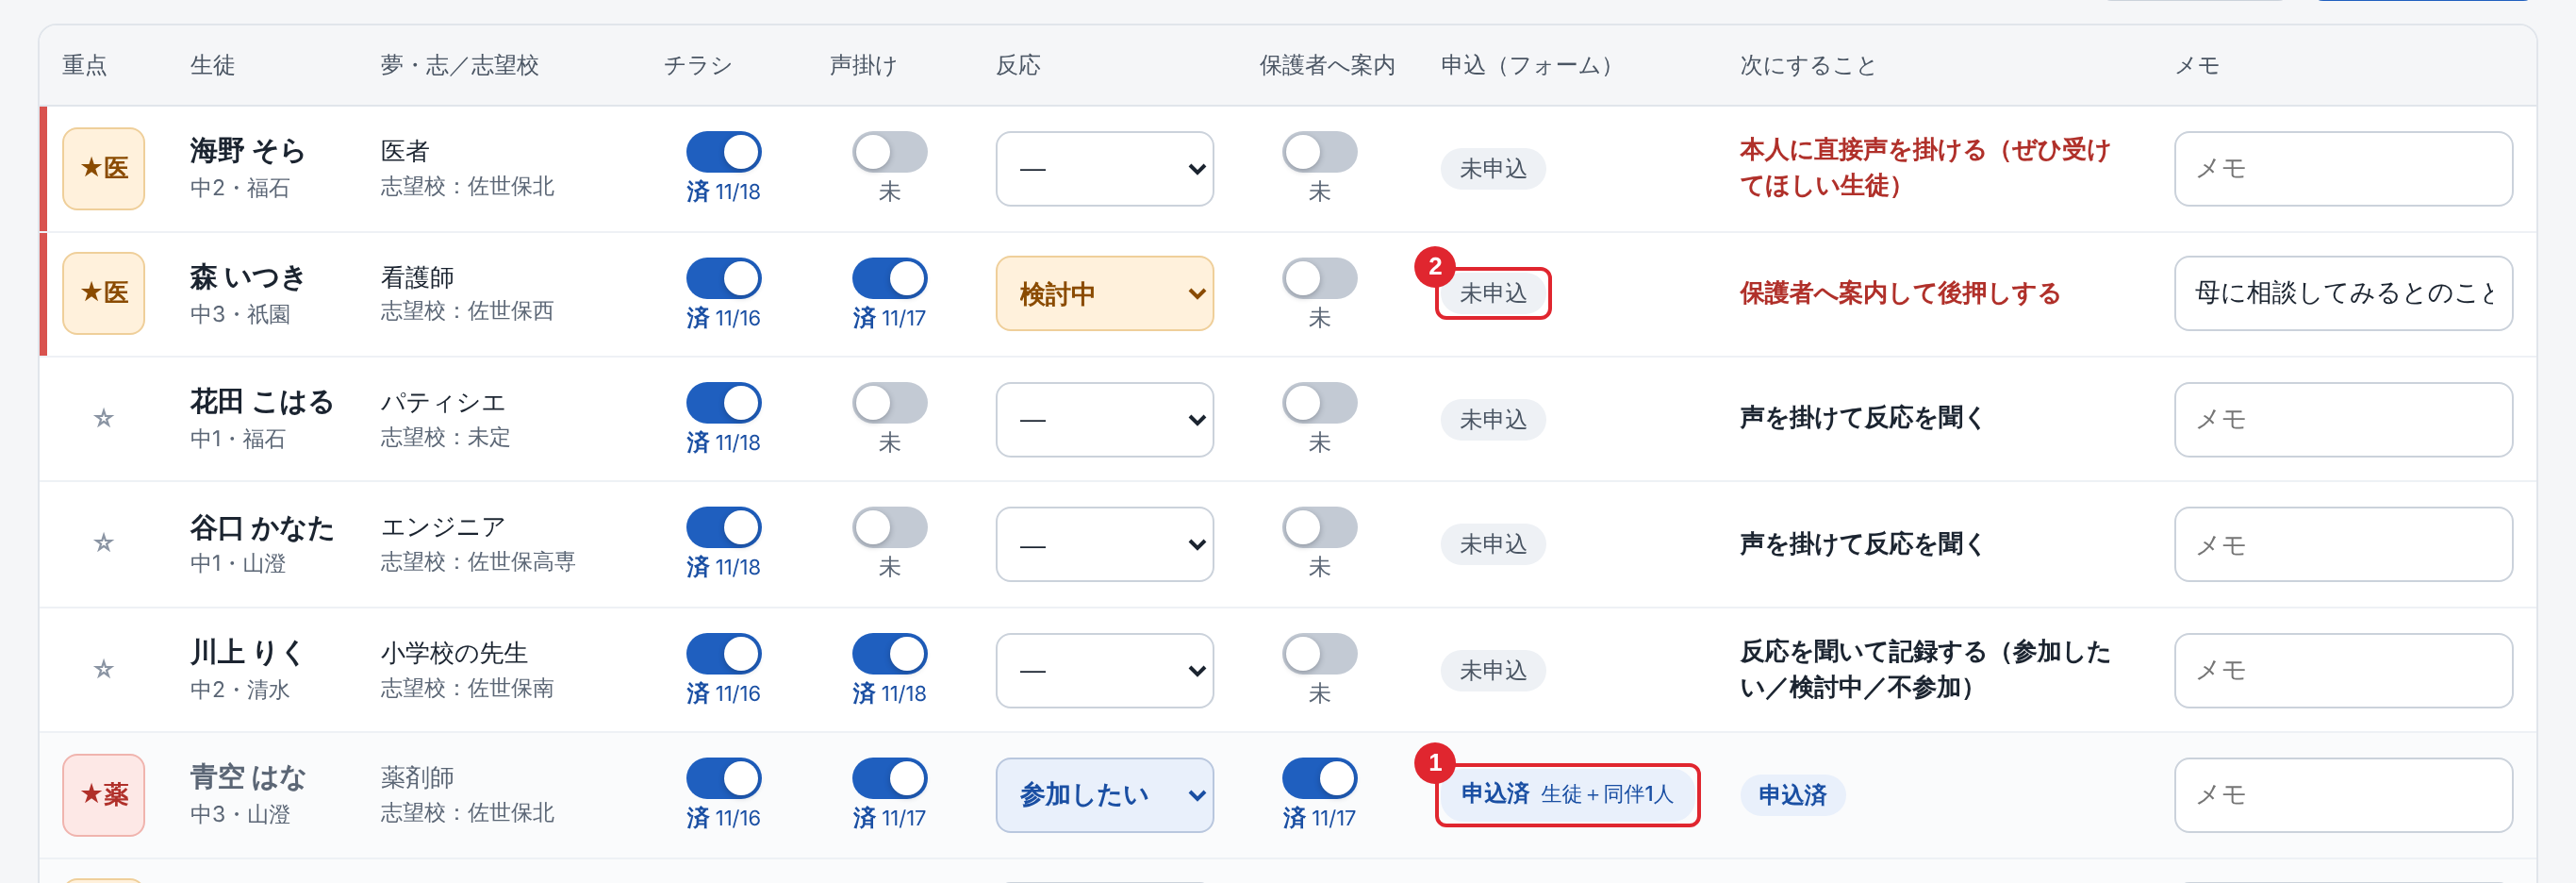 重点 生徒 夢・志／志望校 チラシ 声掛け 反応 保護者へ案内 申込（フォーム） 次にすること メモ
★医 海野 そら 医者 — 未申込 本人に直接声を掛ける（ぜひ受け メモ
中2・福石 志望校：佐世保北 済 11/18 未 未 てほしい生徒）
2
★医 森 いつき 看護師 検討中 未申込 保護者へ案内して後押しする 母に相談してみるとのこと
中3・祇園 志望校：佐世保西 済 11/16 済 11/17 未
☆ 花田 こはる パティシエ — 未申込 声を掛けて反応を聞く メモ
中1・福石 志望校：未定 済 11/18 未 未
☆ 谷口 かなた エンジニア — 未申込 声を掛けて反応を聞く メモ
中1・山澄 志望校：佐世保高専 済 11/18 未 未
☆ 川上 りく 小学校の先生 — 未申込 反応を聞いて記録する（参加した メモ
中2・清水 志望校：佐世保南 済 11/16 済 11/18 未 い／検討中／不参加）
1
★薬 青空 はな 薬剤師 参加したい 申込済 生徒＋同伴1人 申込済 メモ
中3・山澄 志望校：佐世保北 済 11/16 済 11/17 済 11/17